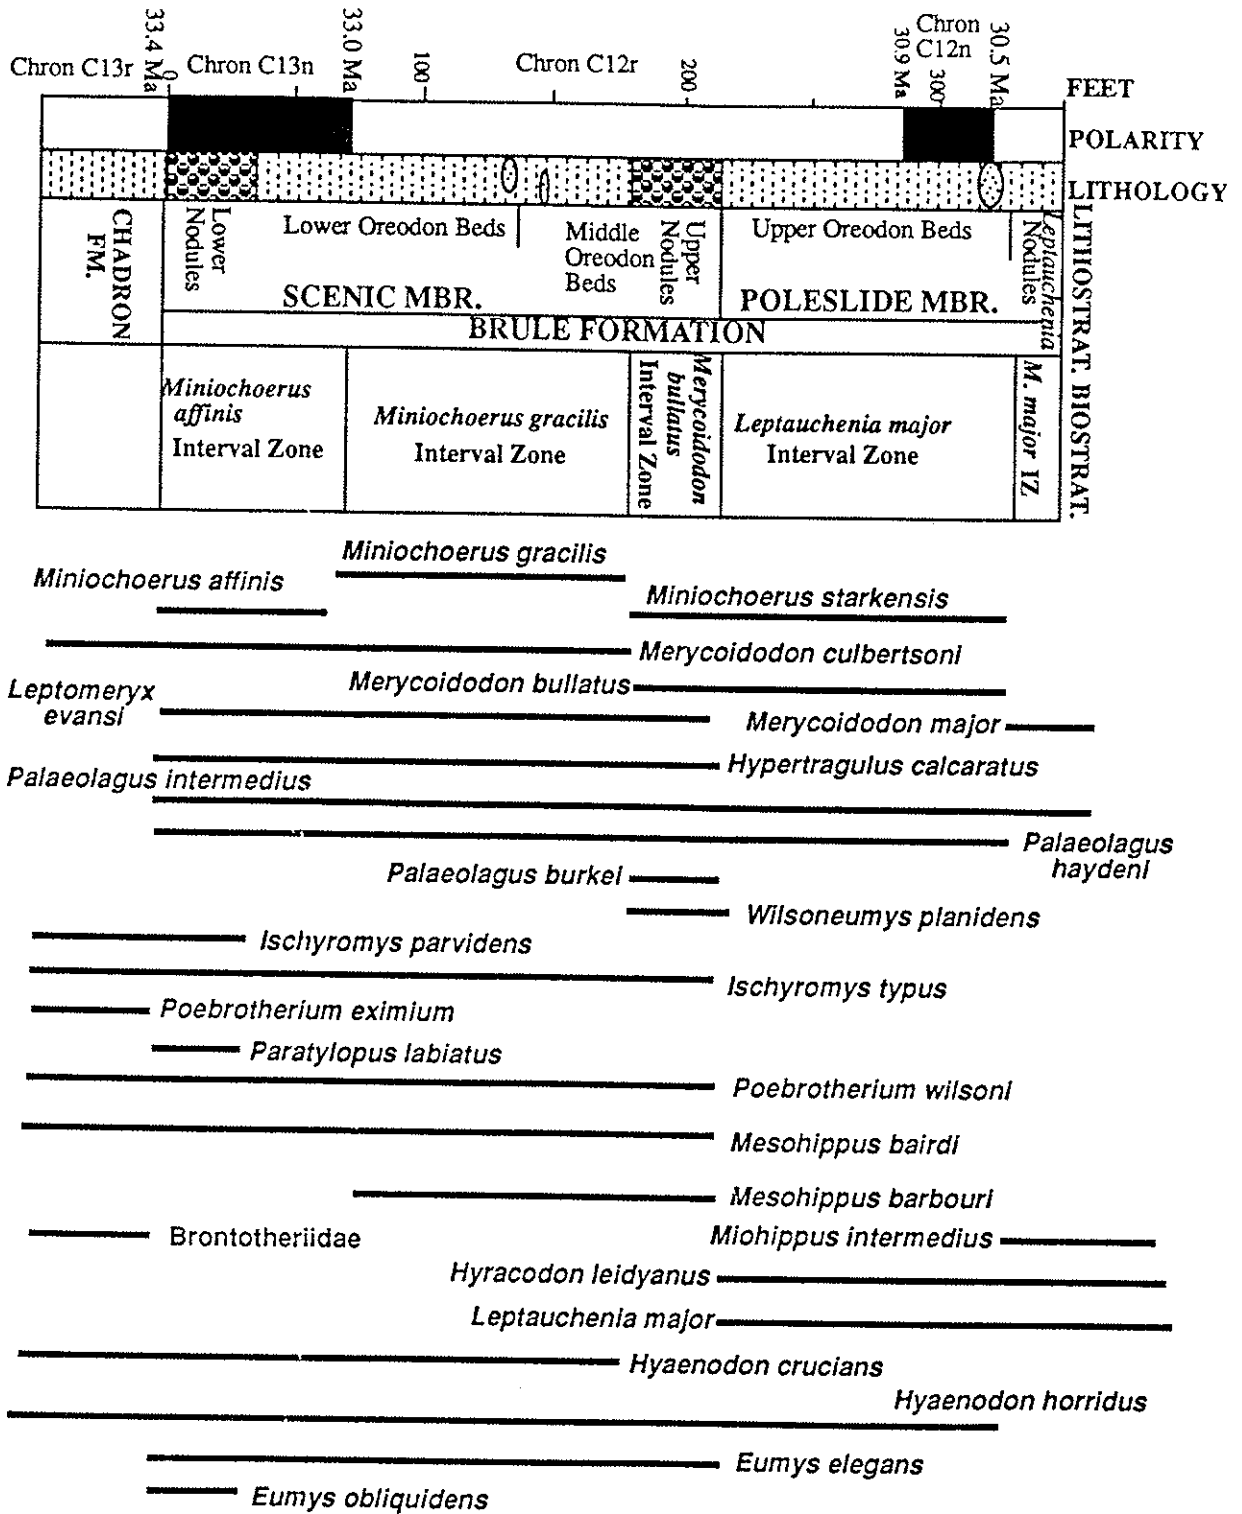 Chron C13r
33.4 Ma
0
Chron C13n
33.0 Ma
100
Chron C12r
200
30.9 Ma
Chron
C12n
300
30.5 Ma
FEET
POLARITY
LITHOLOGY
LITHOSTRAT.
BIOSTRAT.
CHADRON
FM.
Lower
Nodules
Lower Oreodon Beds
Middle
Oreodon
Beds
Upper
Nodules
Upper Oreodon Beds
Leptauchenia
Nodules
SCENIC MBR.
POLESLIDE MBR.
BRULE FORMATION
Miniochoerus
affinis
Interval Zone
Miniochoerus gracilis
Interval Zone
Merycoidodon
bullatus
Interval Zone
Leptauchenia major
Interval Zone
M. major IZ
Miniochoerus gracilis
Miniochoerus affinis
Miniochoerus starkensis
Merycoidodon culbertsoni
Merycoidodon bullatus
Leptomeryx
evansi
Merycoidodon major
Hypertragulus calcaratus
Palaeolagus intermedius
Palaeolagus
haydeni
Palaeolagus burkei
Wilsoneumys planidens
Ischyromys parvidens
Ischyromys typus
Poebrotherium eximium
Paratylopus labiatus
Poebrotherium wilsoni
Mesohippus bairdi
Mesohippus barbouri
Brontotheriidae
Miohippus intermedius
Hyracodon leidyanus
Leptauchenia major
Hyaenodon crucians
Hyaenodon horridus
Eumys elegans
Eumys obliquidens